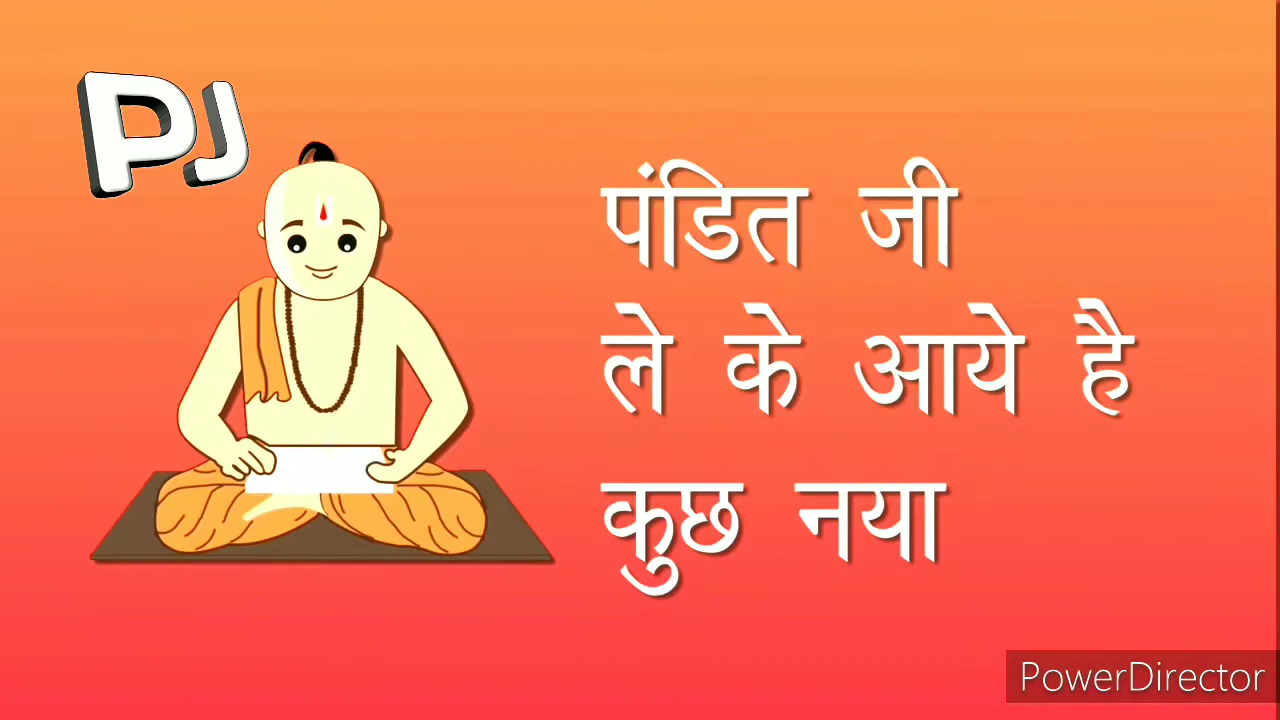 PJ
पंडित जी
ले के आये है
कुछ नया
PowerDirector